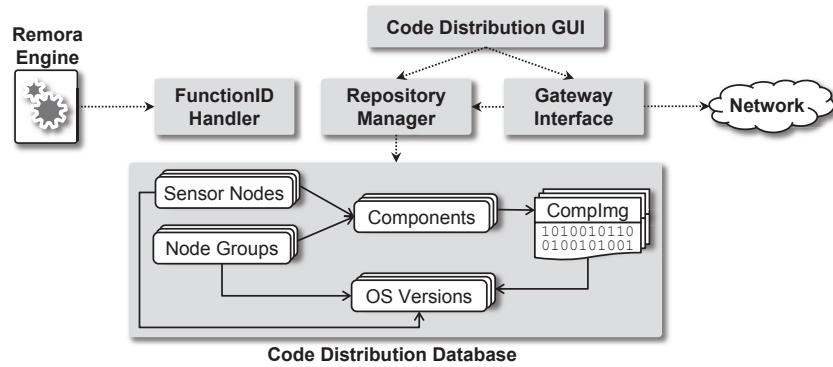 Remora
Engine
Code Distribution GUI
FunctionID
Handler
Repository
Manager
Gateway
Interface
Network
Sensor Nodes
Node Groups
Components
CompImg
1010010110
0100101001
OS Versions
Code Distribution Database